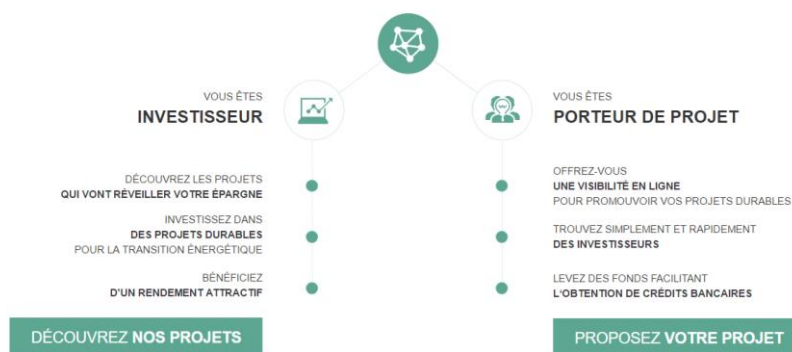 VOUS ÊTES
INVESTISSEUR
DÉCOUVREZ LES PROJETS
QUI VONT RÉVEILLER VOTRE ÉPARGNE
INVESTISSEZ DANS
DES PROJETS DURABLES
POUR LA TRANSITION ÉNERGÉTIQUE
BÉNÉFICIEZ
D'UN RENDEMENT ATTRACTIF
DÉCOUVREZ NOS PROJETS
VOUS ÊTES
PORTEUR DE PROJET
OFFREZ-VOUS
UNE VISIBILITÉ EN LIGNE
POUR PROMOUVOIR VOS PROJETS DURABLES
TROUVEZ SIMPLEMENT ET RAPIDEMENT
DES INVESTISSEURS
LEVEZ DES FONDS FACILITANT
L'OBTENTION DE CRÉDITS BANCAIRES
PROPOSEZ VOTRE PROJET